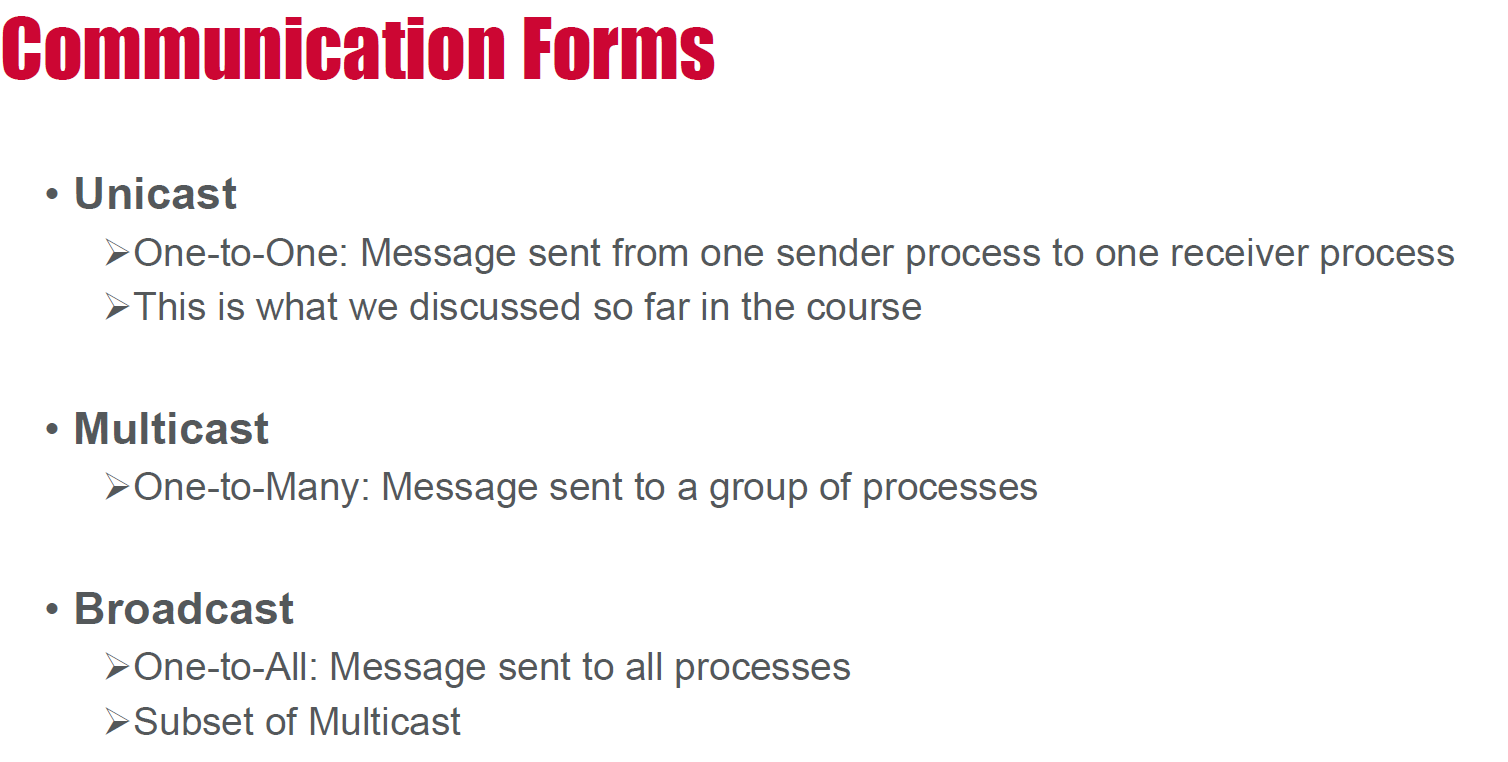 Communication Forms
• Unicast
➢One-to-One: Message sent from one sender process to one receiver process
➢This is what we discussed so far in the course
• Multicast
➢One-to-Many: Message sent to a group of processes
• Broadcast
➢One-to-All: Message sent to all processes
➢Subset of Multicast